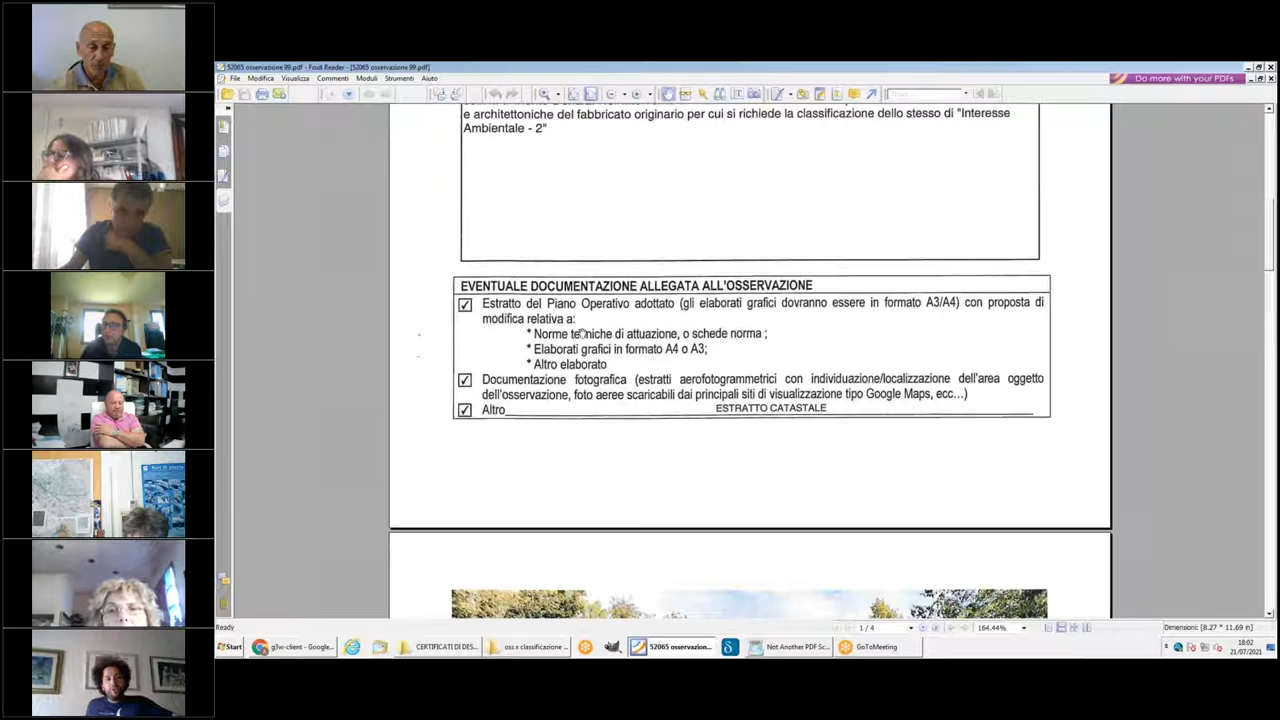 52065 osservazione 99.pdf - Foxit Reader - [52065 osservazione 99.pdf]
File Modifica Visualizza Commenti Moduli Strumenti Aiuto
Do more with your PDFs
e architettoniche del fabbricato originario per cui si richiede la classificazione dello stesso di "Interesse
Ambientale - 2"
EVENTUALE DOCUMENTAZIONE ALLEGATA ALL'OSSERVAZIONE
Estratto del Piano Operativo adottato (gli elaborati grafici dovranno essere in formato A3/A4) con proposta di
modifica relativa a:
* Norme tecniche di attuazione, o schede norma ;
* Elaborati grafici in formato A4 o A3;
* Altro elaborato
Documentazione fotografica (estratti aerofotogrammetrici con individuazione/localizzazione dell'area oggetto
dell'osservazione, foto aeree scaricabili dai principali siti di visualizzazione tipo Google Maps, ecc…)
Altro ESTRATTO CATASTALE
Ready
1 / 4
164.44%
Dimensioni: [8.27 * 11.69 in]
Start
g3w-client - Google...
CERTIFICATI DI DES...
oss x classificazione ...
52065 osservazion...
Not Another PDF Sc...
GoToMeeting
18:02
21/07/2021